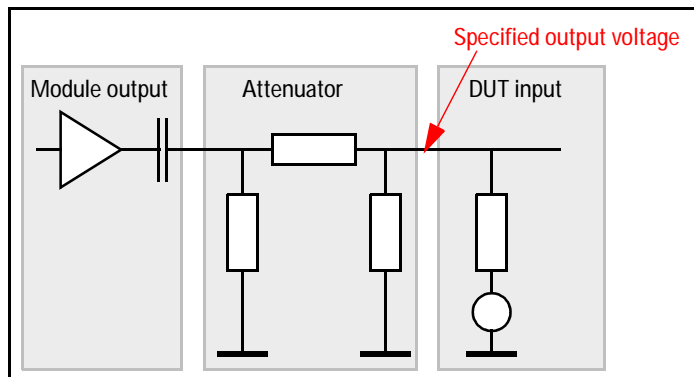 Specified output voltage
Module output
Attenuator
DUT input